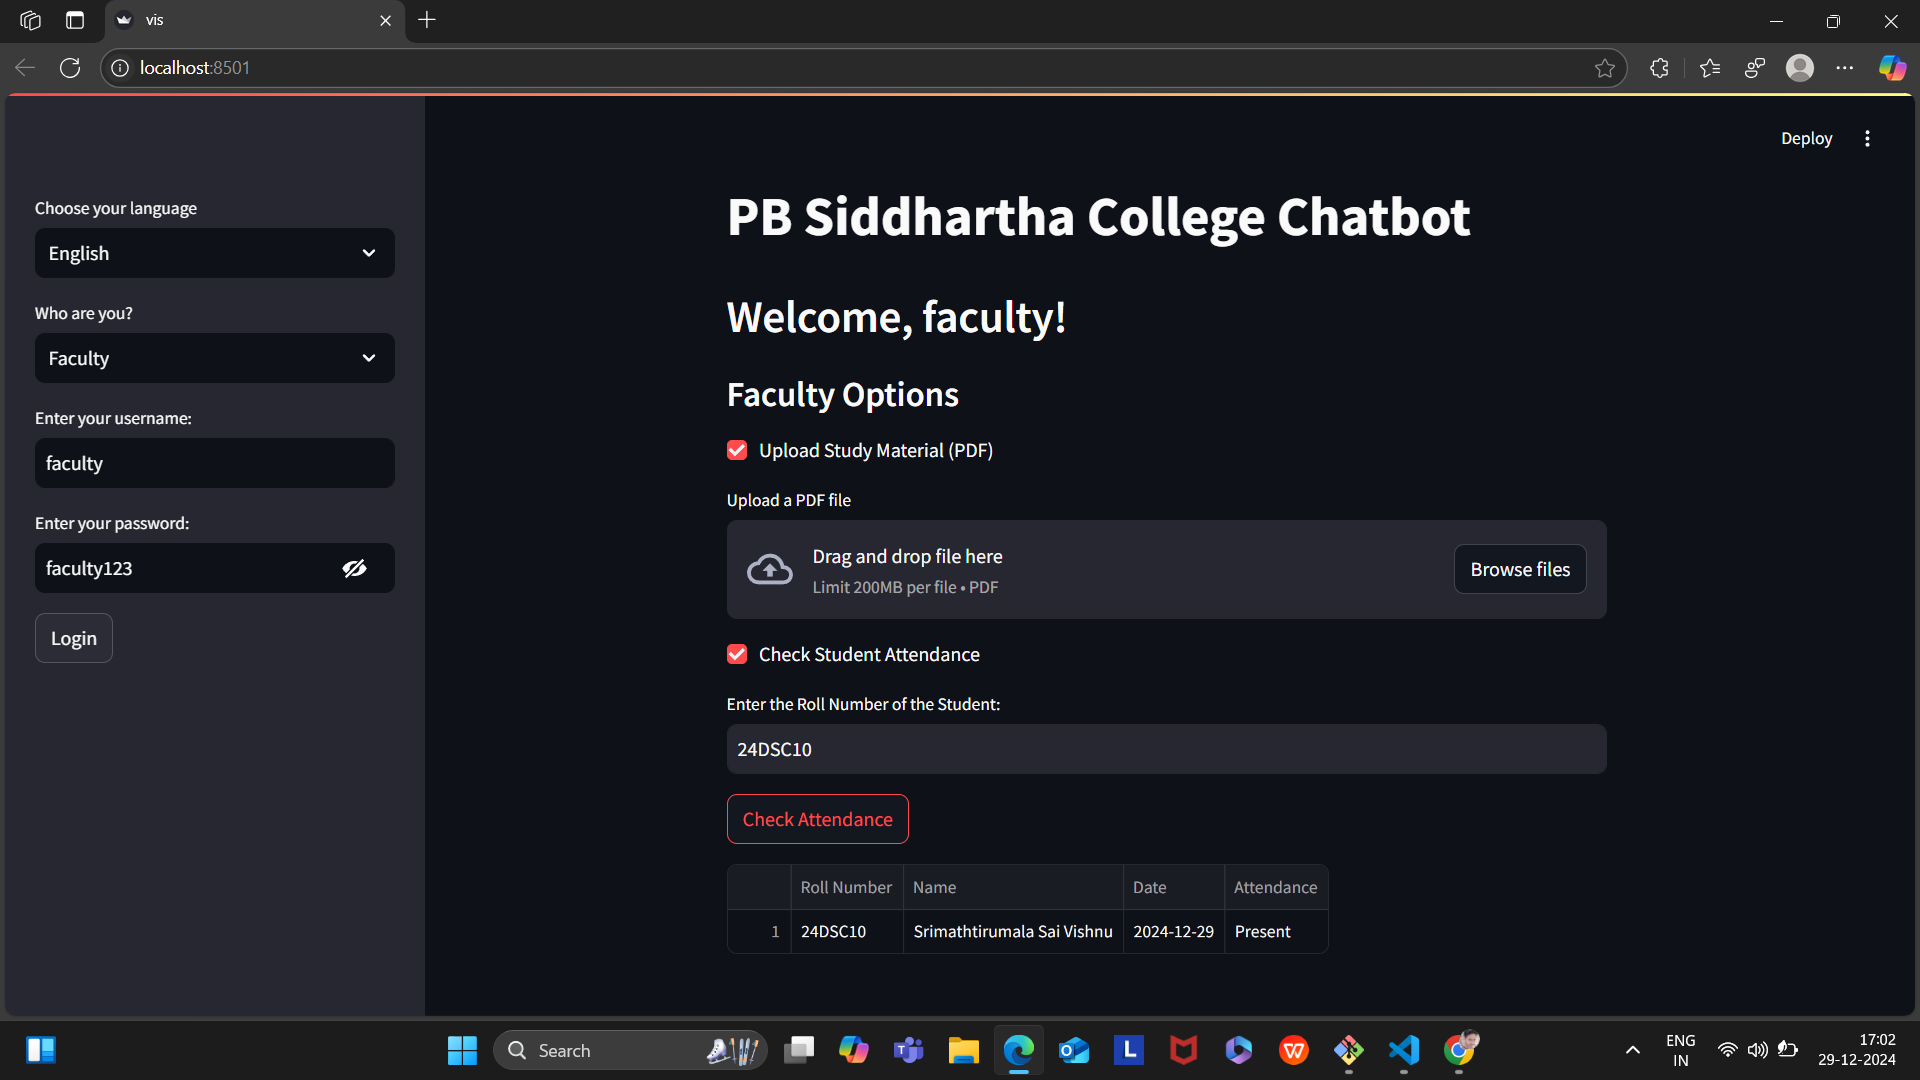 vis
localhost:8501
Deploy
Choose your language
English
Who are you?
Faculty
Enter your username:
faculty
Enter your password:
faculty123
Login
PB Siddhartha College Chatbot
Welcome, faculty!
Faculty Options
Upload Study Material (PDF)
Upload a PDF file
Drag and drop file here
Limit 200MB per file • PDF
Browse files
Check Student Attendance
Enter the Roll Number of the Student:
24DSC10
Check Attendance
Roll Number Name Date Attendance
1 24DSC10 Srimathtirumala Sai Vishnu 2024-12-29 Present
Search
ENG
IN
17:02
29-12-2024